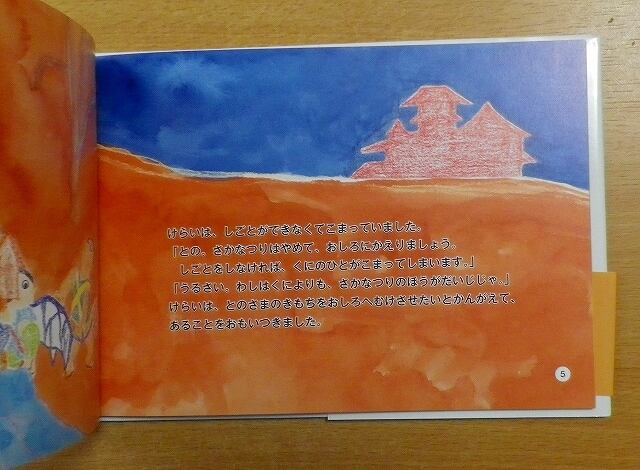 けらいは、しごとができなくてこまっていました。
「との。さかなつりはやめて、おしろにかえりましょう。
しごとをしなければ、くにのひとがこまってしまいます。」
「うるさい。わしはくによりも、さかなつりのほうがだいじじゃ。」
けらいは、とのさまのきもちをおしろへむけさせたいとかんがえて、
あることをおもいつきました。
5